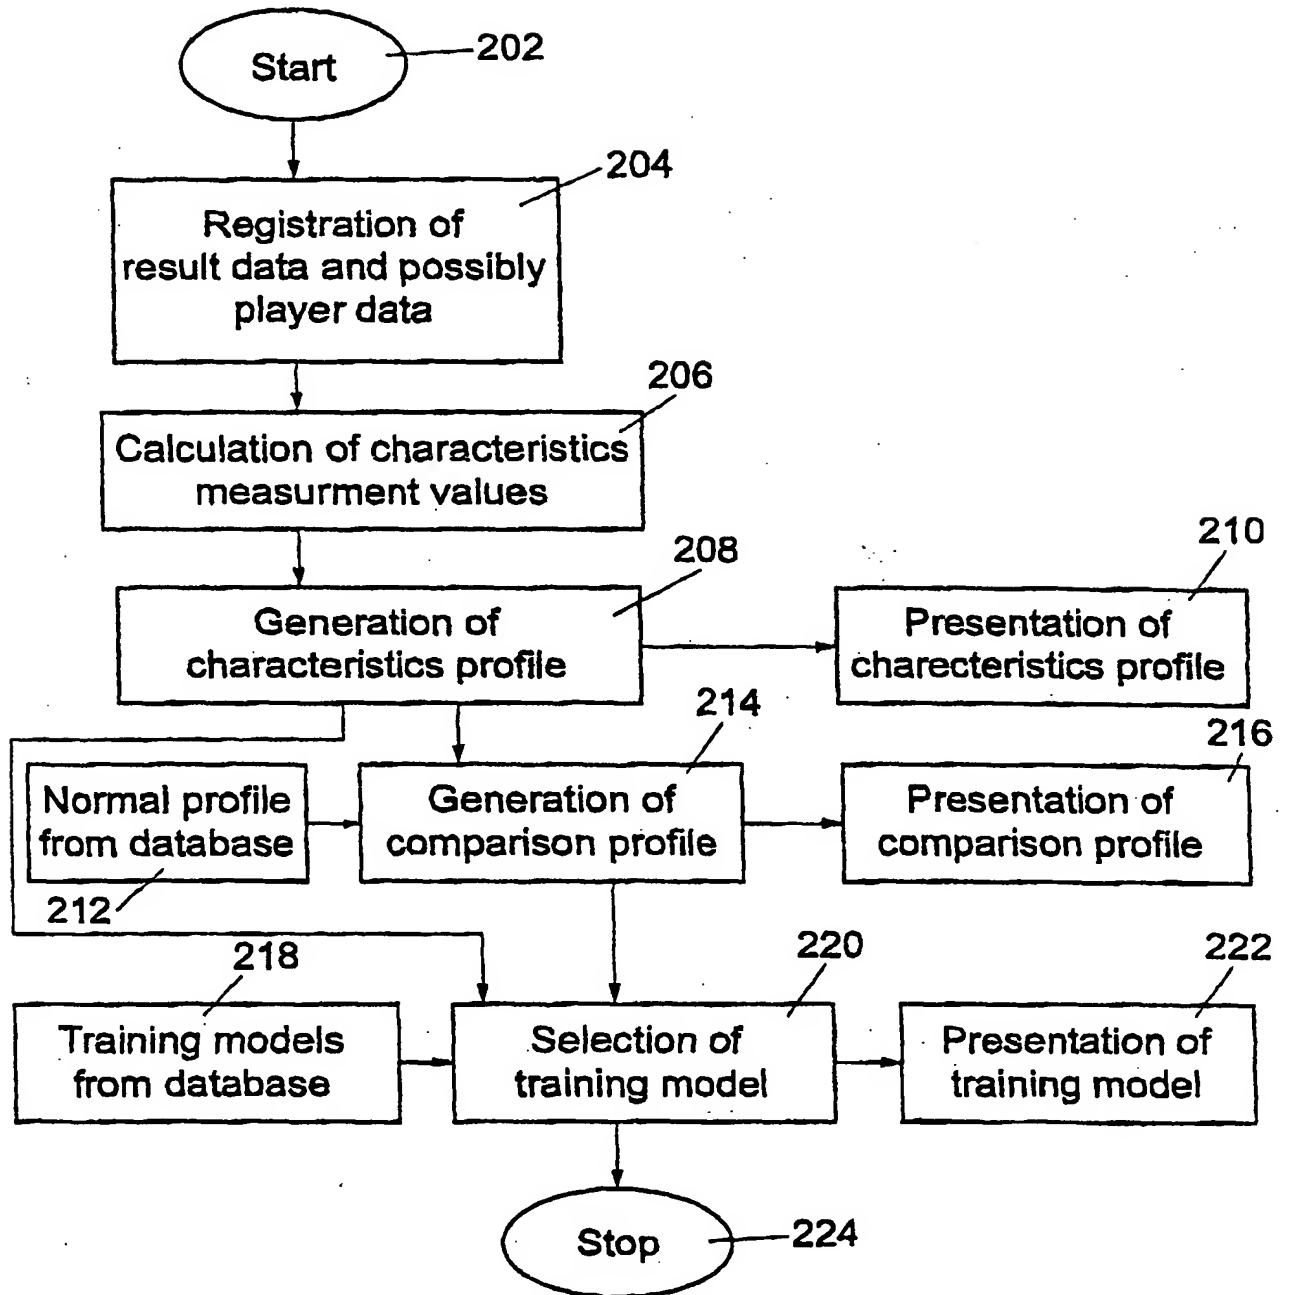 Start
202
204
Registration of
result data and possibly
player data
206
Calculation of characteristics
measurment values
208
Generation of
characteristics profile
210
Presentation of
charecteristics profile
214
216
Normal profile
from database
212
Generation of
comparison profile
Presentation of
comparison profile
218
Training models
from database
220
Selection of
training model
222
Presentation of
training model
Stop
224